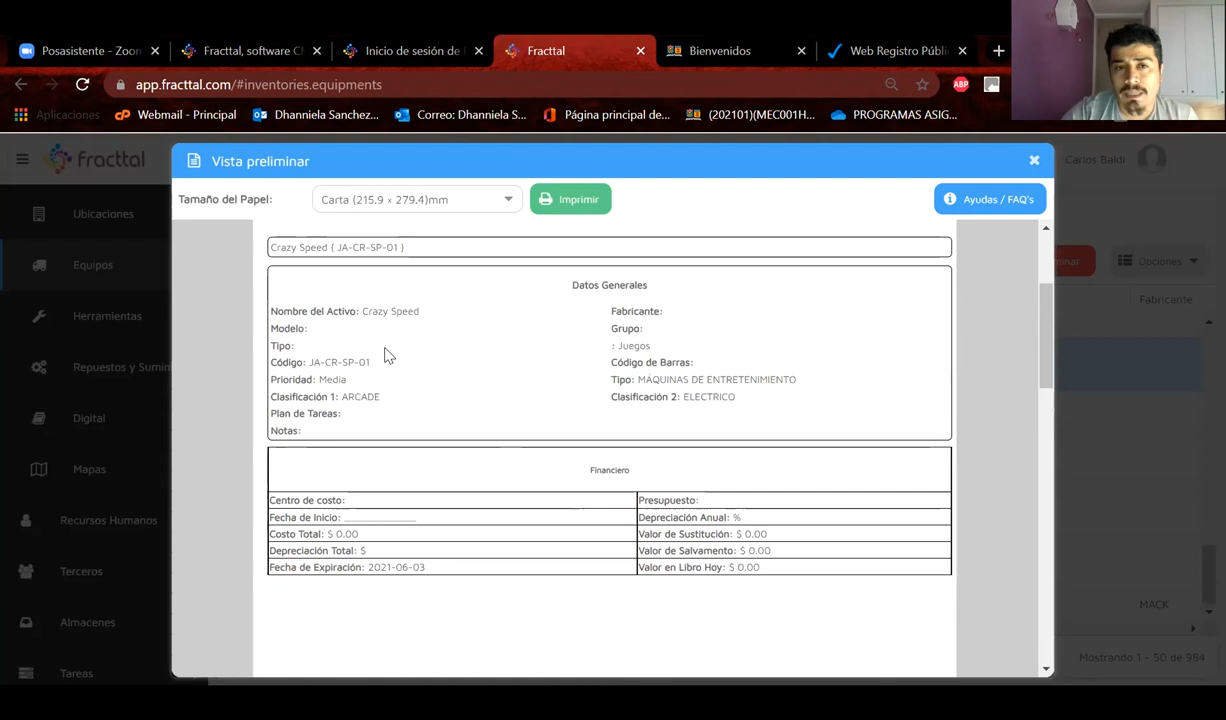 Posasistente - Zoon
Fracttal, software C
Inicio de sesión de
Fracttal
Bienvenidos
Web Registro Públi
app.fracttal.com/#inventories.equipments
ABP
Aplicaciones
Webmail - Principal
Dhanniela Sanchez...
Correo: Dhanniela S...
Página principal de...
(202101)(MEC001H...
PROGRAMAS ASIG...
fracttal
Carlos Baldi
Vista preliminar
Tamaño del Papel:
Carta (215.9 × 279.4)mm
Imprimir
Ayudas / FAQ's
Ubicaciones
Equipos
Herramientas
Repuestos y Sumin
Digital
Mapas
Recursos Humanos
Terceros
Almacenes
Tareas
minar
Opciones
Fabricante
MACK
Mostrando 1 - 50 de 984
Crazy Speed { JA-CR-SP-01 }
Datos Generales
Nombre del Activo: Crazy Speed
Fabricante:
Modelo:
Grupo:
Tipo:
: Juegos
Código: JA-CR-SP-01
Código de Barras:
Prioridad: Media
Tipo: MÁQUINAS DE ENTRETENIMIENTO
Clasificación 1: ARCADE
Clasificación 2: ELECTRICO
Plan de Tareas:
Notas:
Financiero
Centro de costo:
Presupuesto:
Fecha de Inicio: ______________
Depreciación Anual: %
Costo Total: $ 0.00
Valor de Sustitución: $ 0.00
Depreciación Total: $
Valor de Salvamento: $ 0.00
Fecha de Expiración: 2021-06-03
Valor en Libro Hoy: $ 0.00